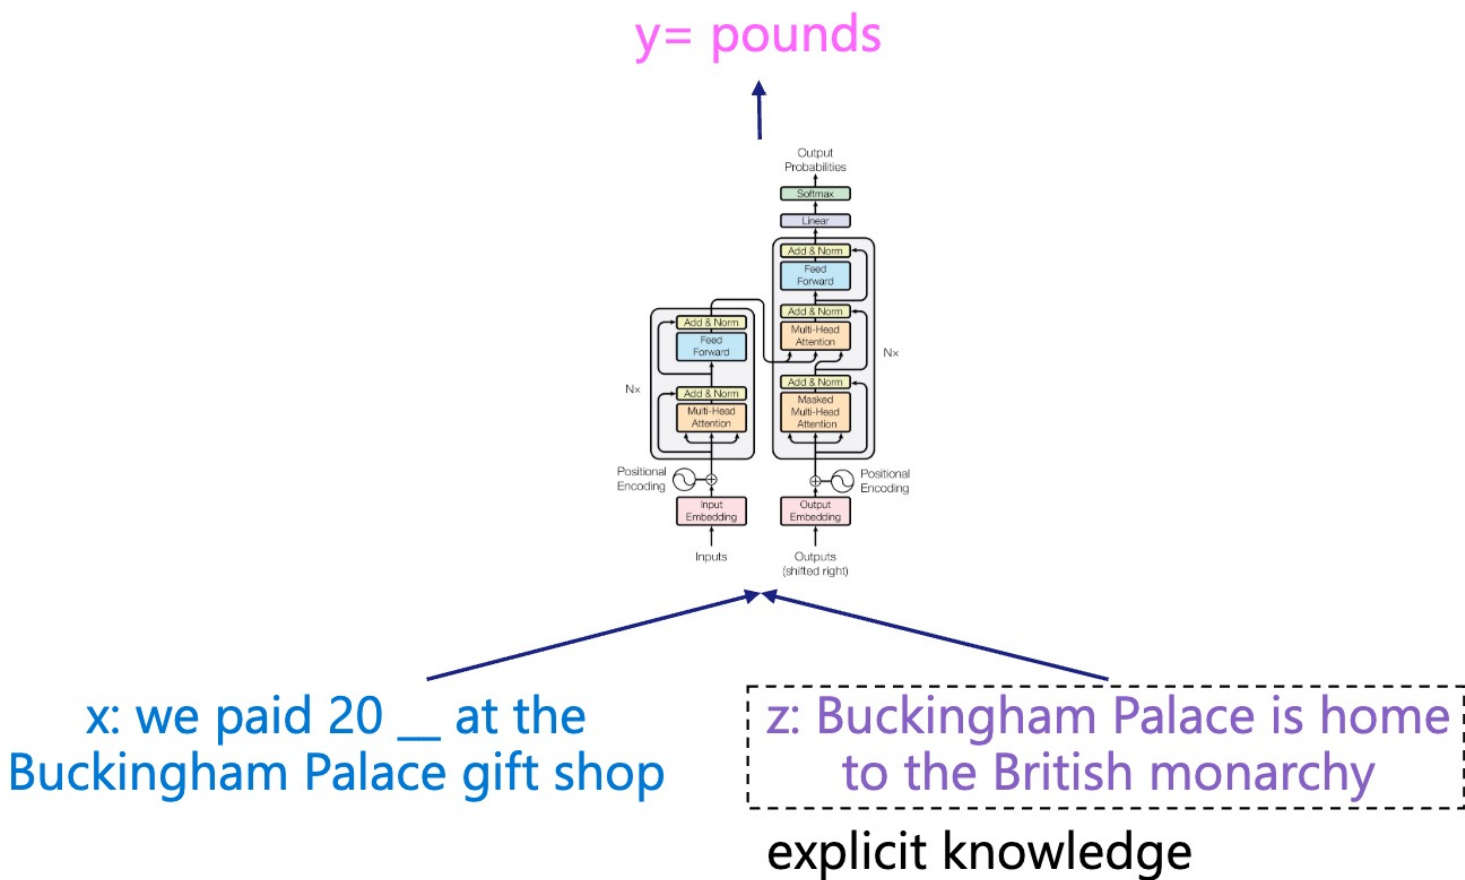 y= pounds
Output
Probabilities
Softmax
Linear
Add & Norm
Feed
Forward
Add & Norm
Multi-Head
Attention
Nx
Add & Norm
Masked
Multi-Head
Attention
Add & Norm
Feed
Forward
Nx
Add & Norm
Multi-Head
Attention
Positional
Encoding
Positional
Encoding
Input
Embedding
Output
Embedding
Inputs
Outputs
(shifted right)
x: we paid 20 __ at the
Buckingham Palace gift shop
z: Buckingham Palace is home
to the British monarchy
explicit knowledge